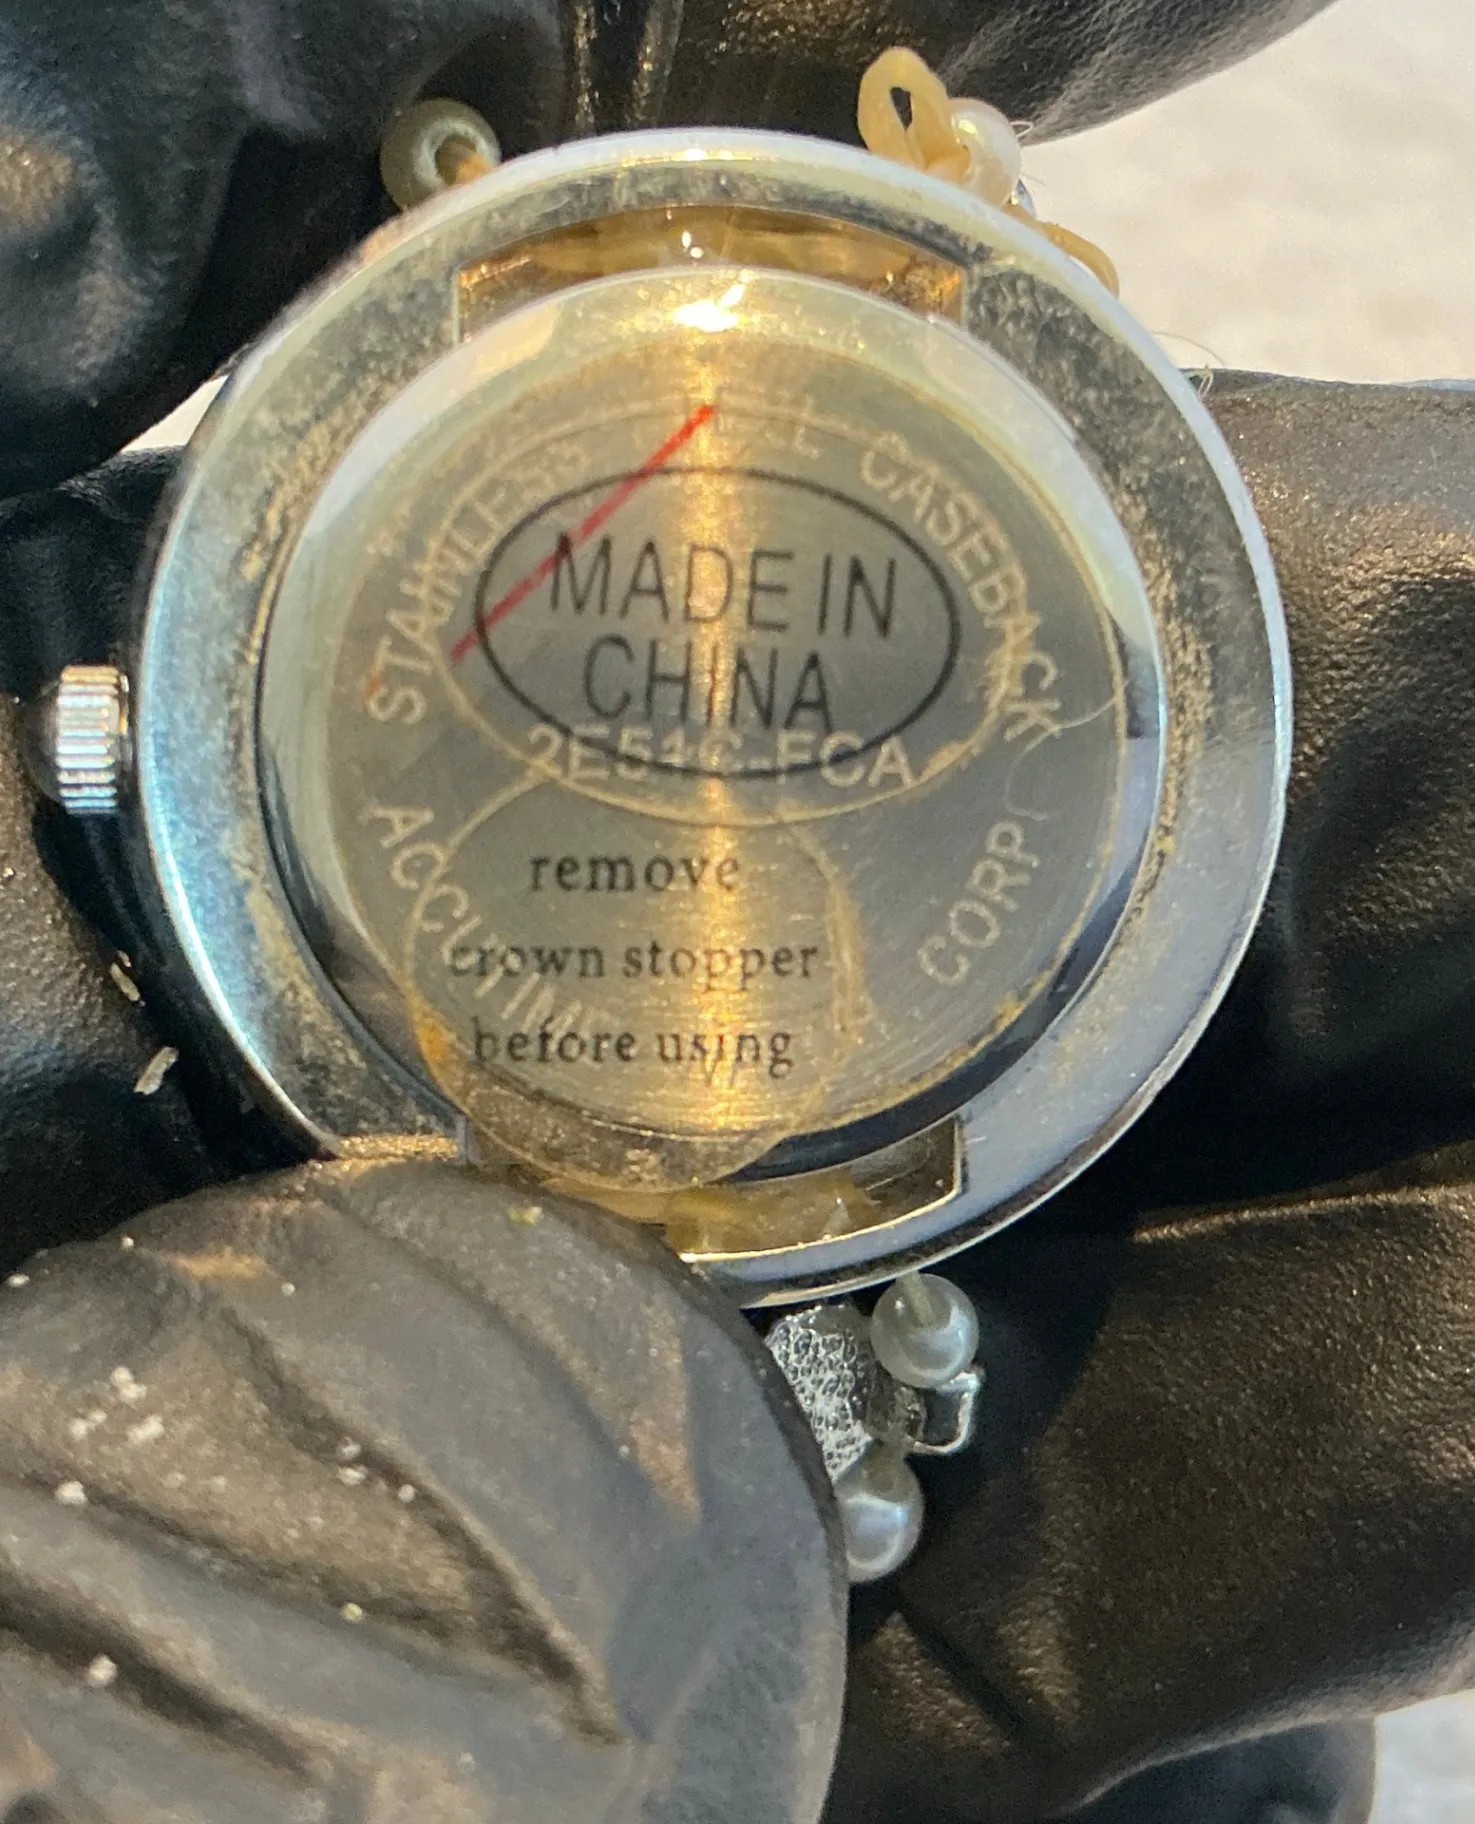 STAINLESS STEEL CASEBACK
MADE IN
CHINA
remove
crown stopper
before using
ACCUTIME CORP